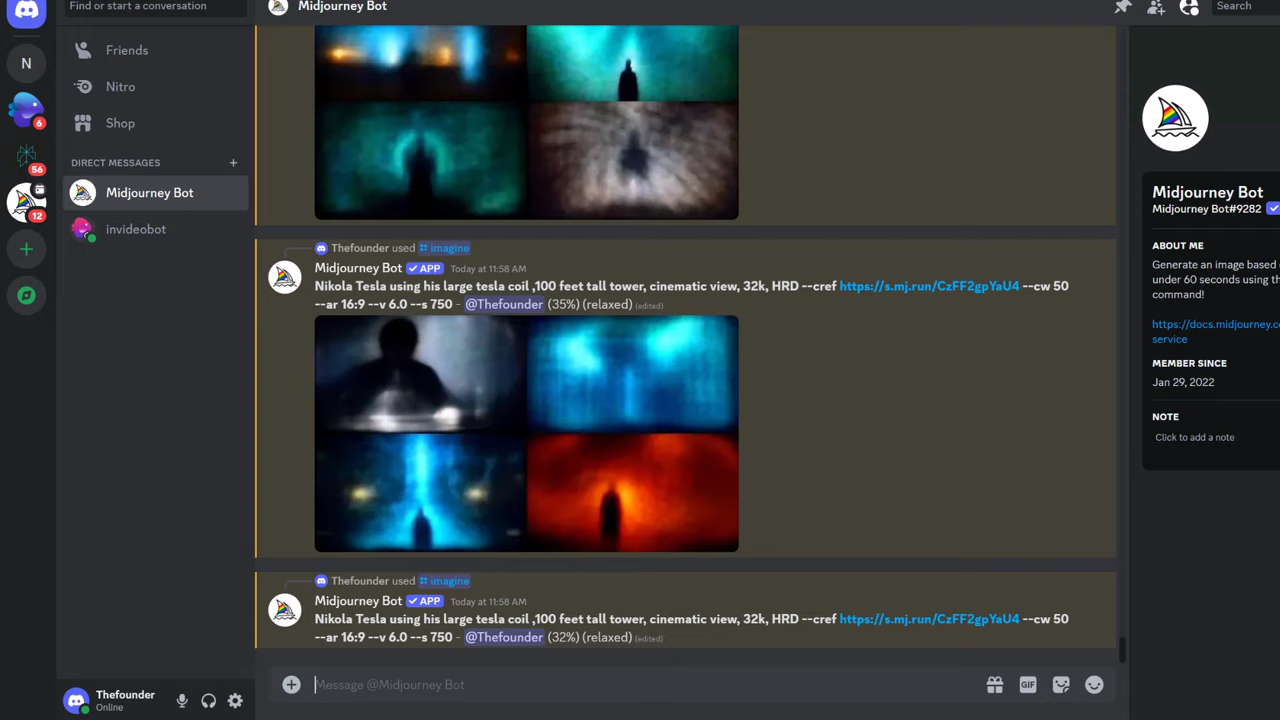 Find or start a conversation
Midjourney Bot
Search
N
Friends
6
Nitro
Shop
56
DIRECT MESSAGES
Midjourney Bot
12
invideobot
Thefounder used imagine
Midjourney Bot APP Today at 11:58 AM
Nikola Tesla using his large tesla coil ,100 feet tall tower, cinematic view, 32k, HRD --cref https://s.mj.run/CzFF2gpYaU4 --cw 50
--ar 16:9 --v 6.0 --s 750 - @Thefounder (35%) (relaxed) (edited)
Thefounder used imagine
Midjourney Bot APP Today at 11:58 AM
Nikola Tesla using his large tesla coil ,100 feet tall tower, cinematic view, 32k, HRD --cref https://s.mj.run/CzFF2gpYaU4 --cw 50
--ar 16:9 --v 6.0 --s 750 - @Thefounder (32%) (relaxed) (edited)
Message @Midjourney Bot
GIF
Thefounder
Online
Midjourney Bot
Midjourney Bot#9282
ABOUT ME
Generate an image based
under 60 seconds using t
command!
https://docs.midjourney.c
service
MEMBER SINCE
Jan 29, 2022
NOTE
Click to add a note